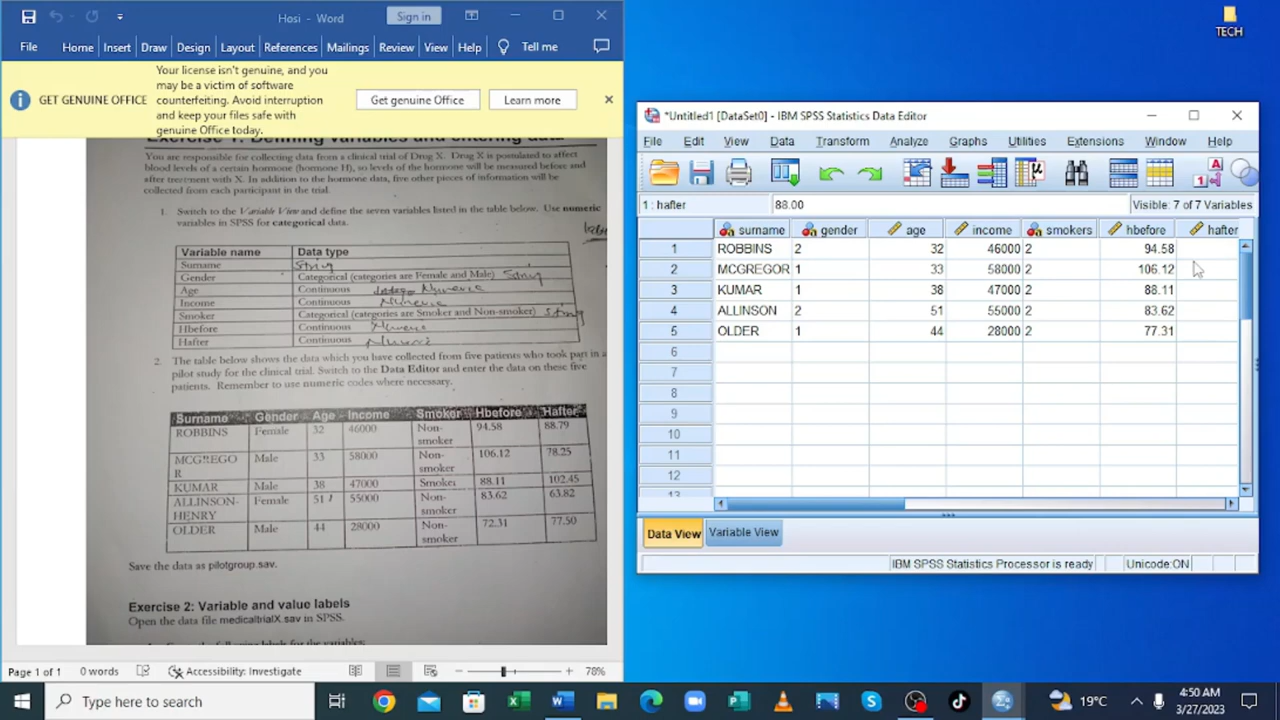 Hosi - Word
Sign in
File Home Insert Draw Design Layout References Mailings Review View Help Tell me
GET GENUINE OFFICE
Your license isn't genuine, and you
may be a victim of software
counterfeiting. Avoid interruption
and keep your files safe with
genuine Office today.
Get genuine Office
Learn more
Exercise 1: Defining variables and entering data
You are responsible for collecting data from a clinical trial of Drug X. Drug X is postulated to affect
blood levels of a certain hormone (hormone H), so levels of the hormone will be measured before and
after treatment with X. In addition to the hormone data, five other pieces of information will be
collected from each participant in the trial.
1. Switch to the Variable View and define the seven variables listed in the table below. Use numeric
variables in SPSS for categorical data.
Variable name Data type
Surname String
Gender Categorical (categories are Female and Male) String
Age Continuous Numeric
Income Continuous Numeric
Smoker Categorical (categories are Smoker and Non-smoker) String
Hbefore Continuous Numeric
Hafter Continuous Numeric
2. The table below shows the data which you have collected from five patients who took part in a
pilot study for the clinical trial. Switch to the Data Editor and enter the data on these five
patients. Remember to use numeric codes where necessary.
Surname Gender Age Income Smoker Hbefore Hafter
ROBBINS Female 32 46000 Non- 94.58 88.79
smoker
MCGREGO Male 33 58000 Non- 106.12 78.25
R smoker
KUMAR Male 38 47000 Smoker 88.11 102.45
ALLINSON- Female 51 55000 Non- 83.62 63.82
HENRY smoker
OLDER Male 44 28000 Non- 72.31 77.50
smoker
Save the data as pilotgroup.sav.
Exercise 2: Variable and value labels
Open the data file medicaltrialX.sav in SPSS.
Page 1 of 1 0 words Accessibility: Investigate 78%
TECH
*Untitled1 [DataSet0] - IBM SPSS Statistics Data Editor
File Edit View Data Transform Analyze Graphs Utilities Extensions Window Help
1 : hafter 88.00 Visible: 7 of 7 Variables
surname gender age income smokers hbefore hafter
1 ROBBINS 2 32 46000 2 94.58
2 MCGREGOR 1 33 58000 2 106.12
3 KUMAR 1 38 47000 2 88.11
4 ALLINSON 2 51 55000 2 83.62
5 OLDER 1 44 28000 2 77.31
6
7
8
9
10
11
12
13
Data View Variable View
IBM SPSS Statistics Processor is ready Unicode:ON
Type here to search
19°C
4:50 AM
3/27/2023